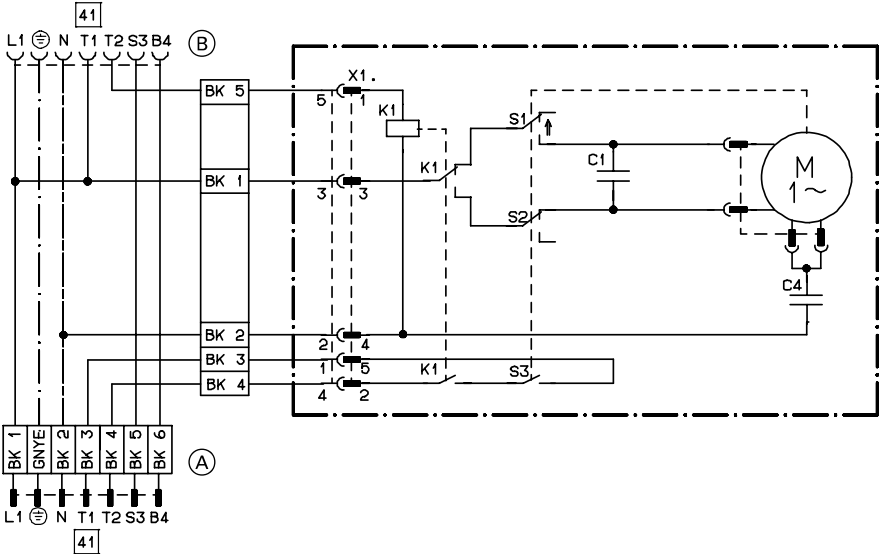 41
L1 N T1 T2 S3 B4 B
X1.
BK 5 5 1
K1
S1
C1
M
1~
BK 1 3 3
K1
S2
C4
BK 2 2 4
BK 3 1 5
BK 4 4 2
K1
S3
BK 1 GNYE BK 2 BK 3 BK 4 BK 5 BK 6 A
L1 N T1 T2 S3 B4
41